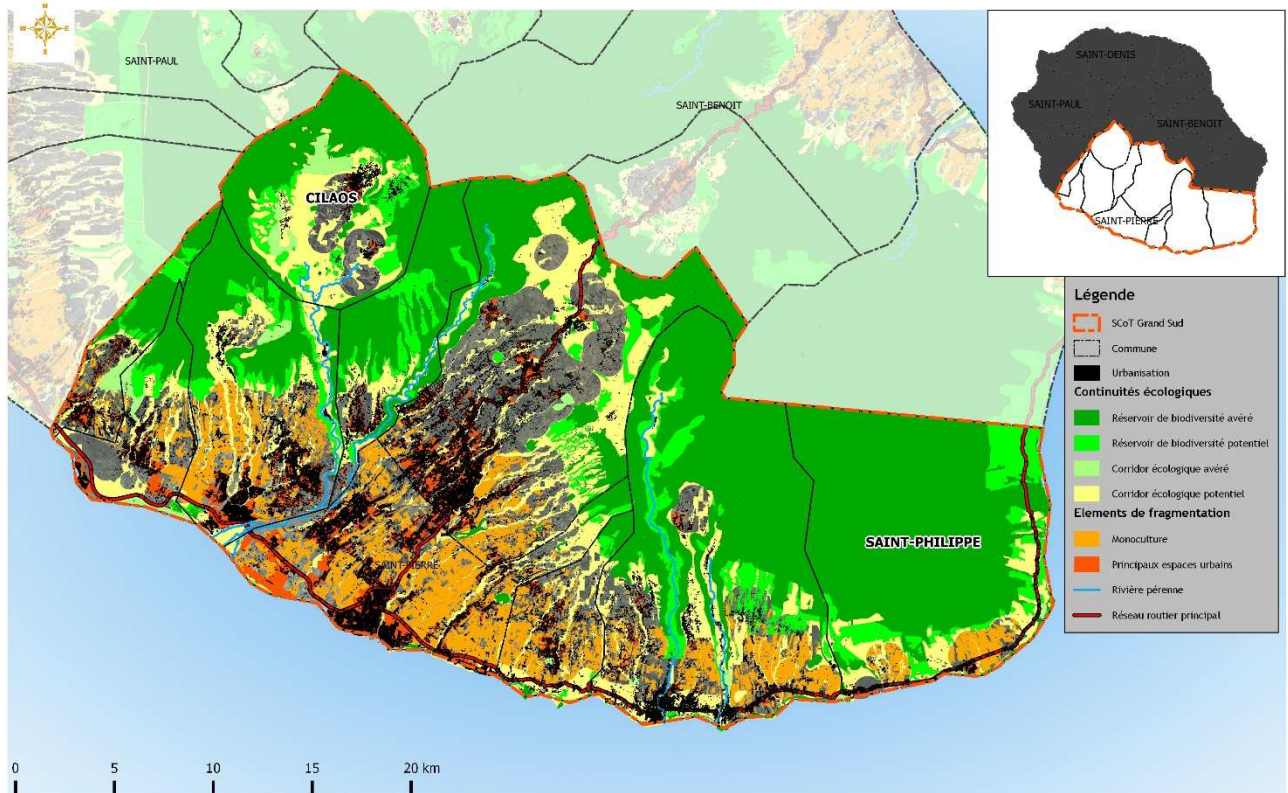 N
W
E
S
SAINT-PAUL
SAINT-BENOIT
CILAOS
SAINT-PHILIPPE
SAINT-PIERRE
SAINT-DENIS
SAINT-PAUL
SAINT-BENOIT
SAINT-PIERRE
Légende
SCoT Grand Sud
Commune
Urbanisation
Continuités écologiques
Réservoir de biodiversité avéré
Réservoir de biodiversité potentiel
Corridor écologique avéré
Corridor écologique potentiel
Elements de fragmentation
Monoculture
Principaux espaces urbains
Rivière pérenne
Réseau routier principal
0 5 10 15 20 km